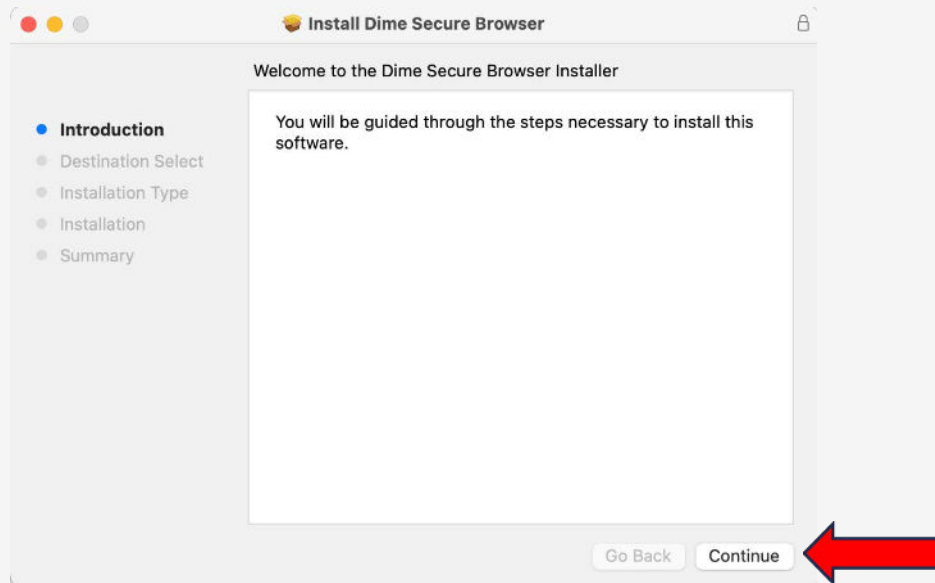 Install Dime Secure Browser
Welcome to the Dime Secure Browser Installer
Introduction
Destination Select
Installation Type
Installation
Summary
You will be guided through the steps necessary to install this
software.
Go Back
Continue